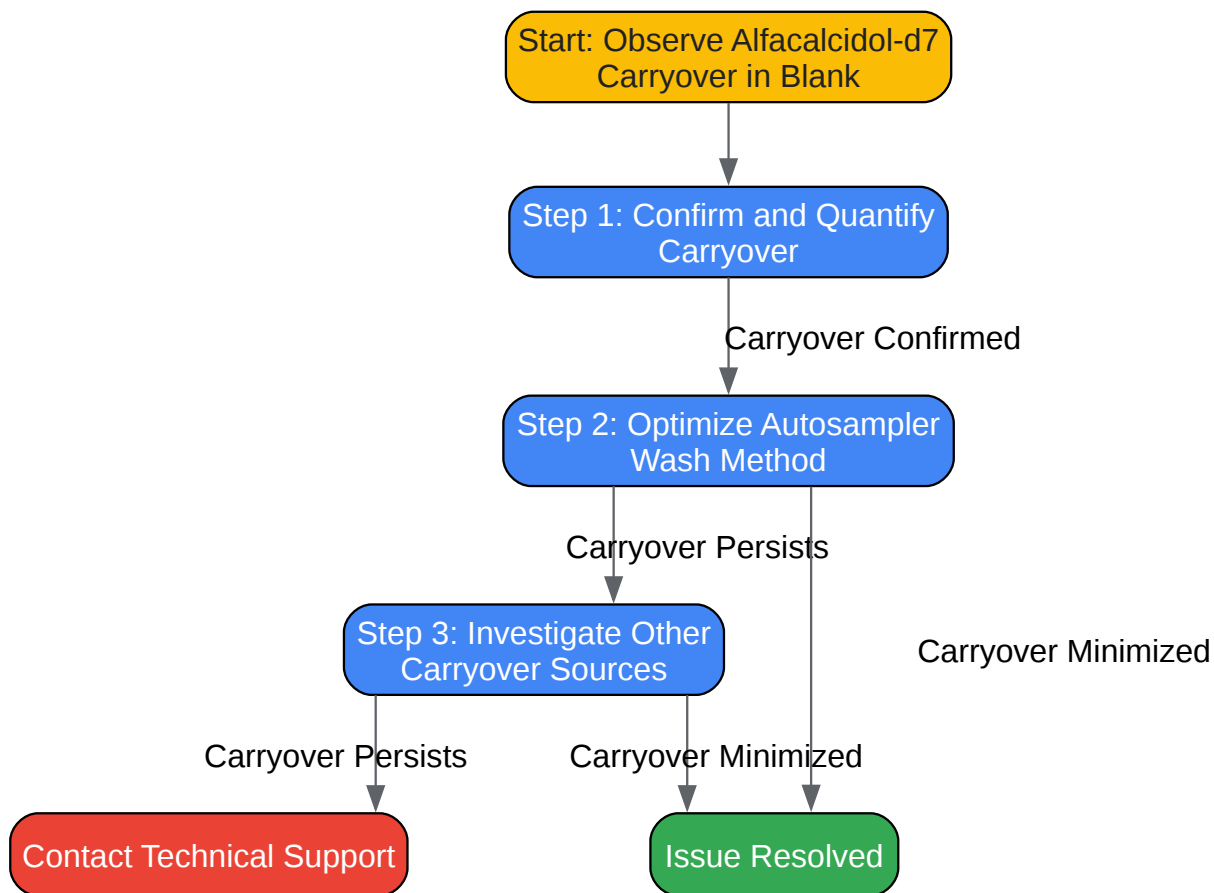 Start: Observe Alfacalcidol-d7
Carryover in Blank
Step 1: Confirm and Quantify
Carryover
Carryover Confirmed
Step 2: Optimize Autosampler
Wash Method
Carryover Persists
Step 3: Investigate Other
Carryover Sources
Carryover Minimized
Carryover Persists
Carryover Minimized
Contact Technical Support
Issue Resolved